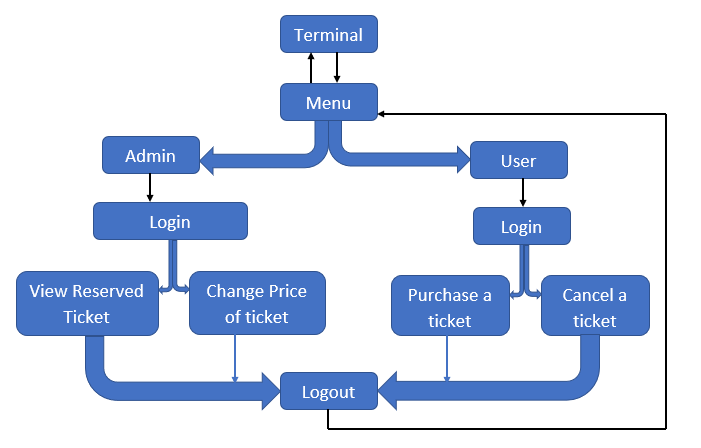 Terminal
Menu
Admin
User
Login
Login
View Reserved
Ticket
Change Price
of ticket
Purchase a
ticket
Cancel a
ticket
Logout